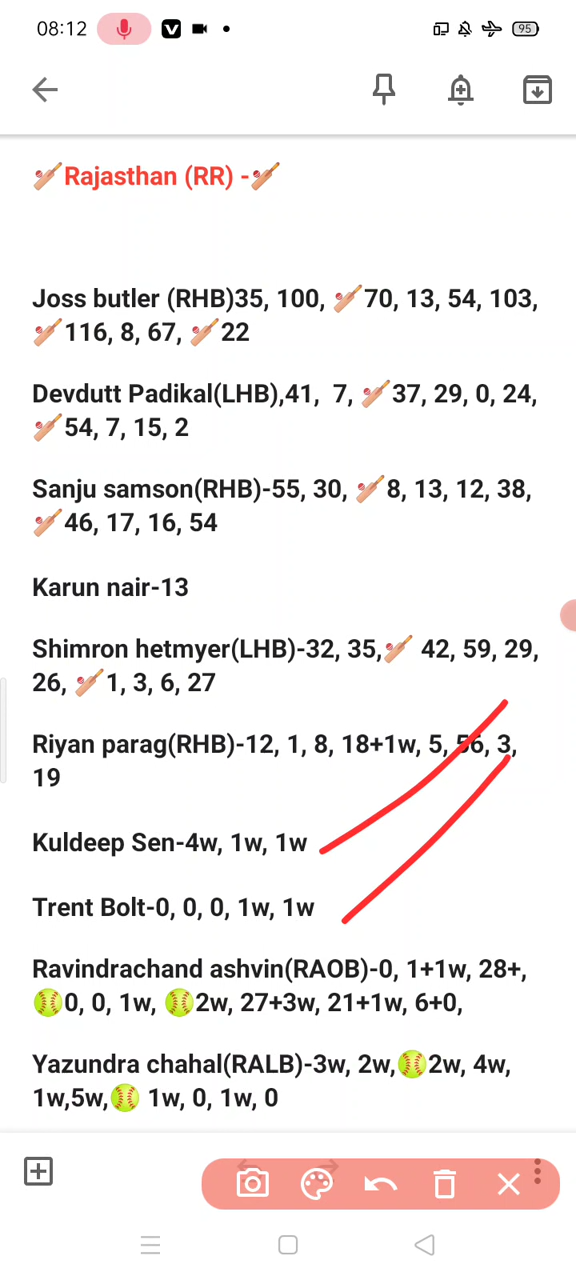 08:12
95
Rajasthan (RR) -
Joss butler (RHB)35, 100, 70, 13, 54, 103,
116, 8, 67, 22
Devdutt Padikal(LHB),41, 7, 37, 29, 0, 24,
54, 7, 15, 2
Sanju samson(RHB)-55, 30, 8, 13, 12, 38,
46, 17, 16, 54
Karun nair-13
Shimron hetmyer(LHB)-32, 35, 42, 59, 29,
26, 1, 3, 6, 27
Riyan parag(RHB)-12, 1, 8, 18+1w, 5, 56, 3,
19
Kuldeep Sen-4w, 1w, 1w
Trent Bolt-0, 0, 0, 1w, 1w
Ravindrachand ashvin(RAOB)-0, 1+1w, 28+,
0, 0, 1w, 2w, 27+3w, 21+1w, 6+0,
Yazundra chahal(RALB)-3w, 2w, 2w, 4w,
1w,5w, 1w, 0, 1w, 0